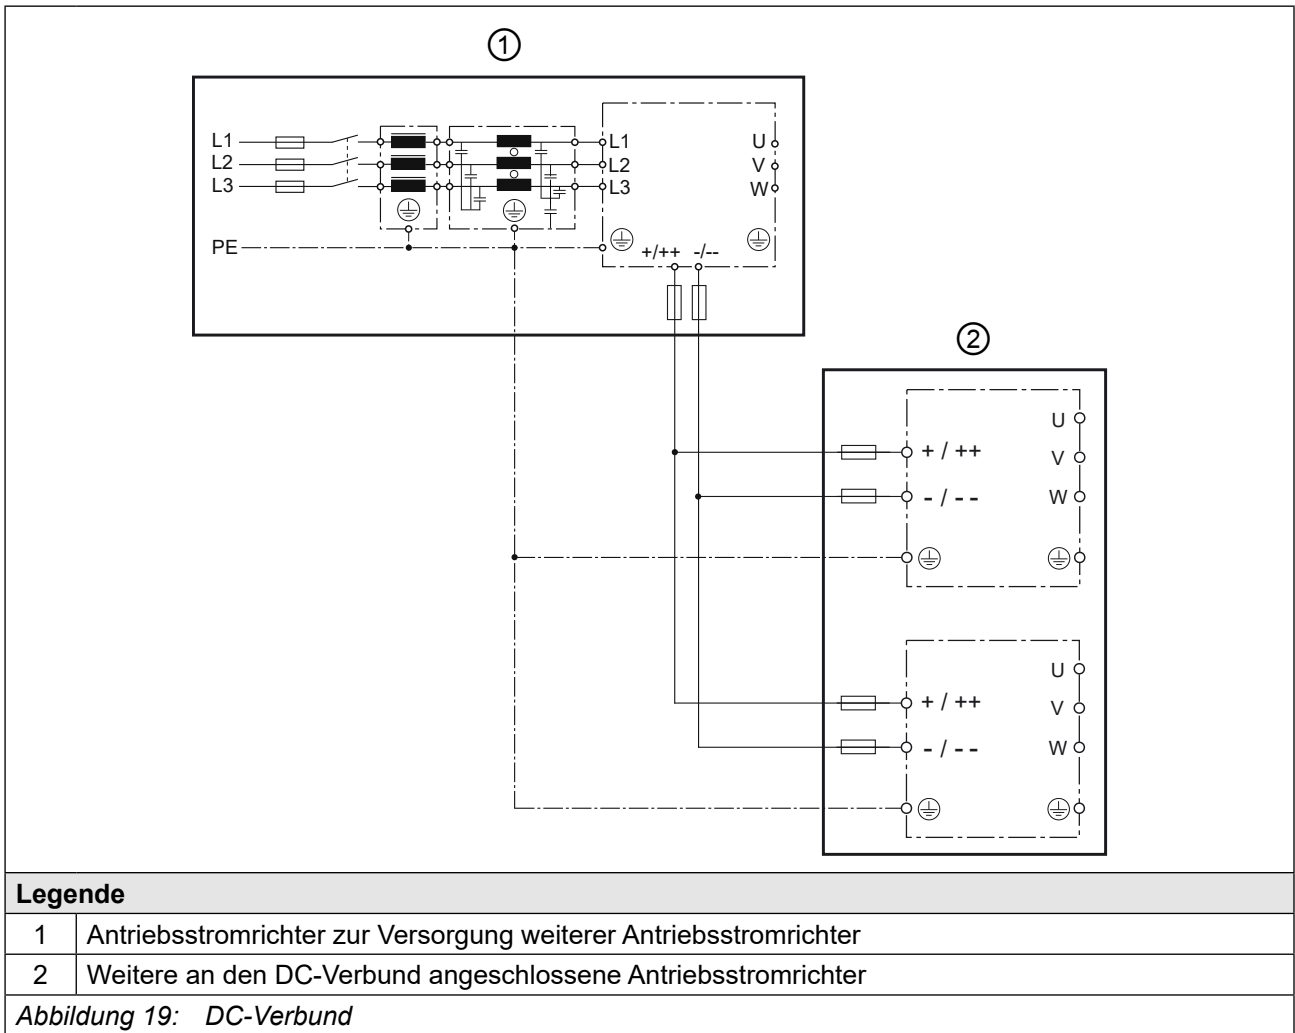 1
L1
L2
L3
PE
L1
L2
L3
U
V
W
+/++ -/--
2
+ / ++
- / - -
U
V
W
+ / ++
- / - -
U
V
W
Legende
1 Antriebsstromrichter zur Versorgung weiterer Antriebsstromrichter
2 Weitere an den DC-Verbund angeschlossene Antriebsstromrichter
Abbildung 19: DC-Verbund